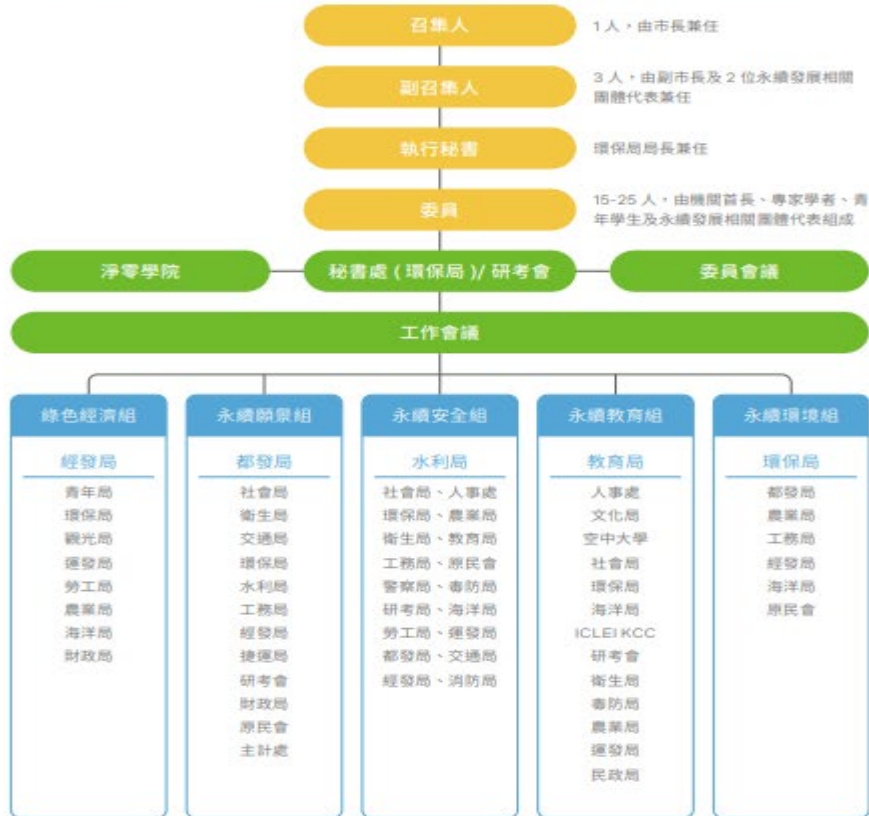 召集人
1人，由市長兼任
副召集人
3人，由副市長及2位永續發展相關
團體代表兼任
執行秘書
環保局局長兼任
委員
15-25人，由機關首長、專家學者、青
年學生及永續發展相關團體代表組成
淨零學院
秘書處(環保局)/研考會
委員會議
工作會議
綠色經濟組
經發局
青年局
環保局
觀光局
運發局
勞工局
農業局
海洋局
財政局
永續願景組
都發局
社會局
衛生局
交通局
環保局
水利局
工務局
經發局
捷運局
研考會
財政局
原民會
主計處
永續安全組
水利局
社會局、人事處
環保局、農業局
衛生局、教育局
工務局、原民會
警察局、毒防局
研考局、海洋局
勞工局、運發局
都發局、交通局
經發局、消防局
永續教育組
教育局
人事處
文化局
空中大學
社會局
環保局
海洋局
ICLEI KCC
研考會
衛生局
毒防局
農業局
運發局
民政局
永續環境組
環保局
都發局
農業局
工務局
經發局
海洋局
原民會